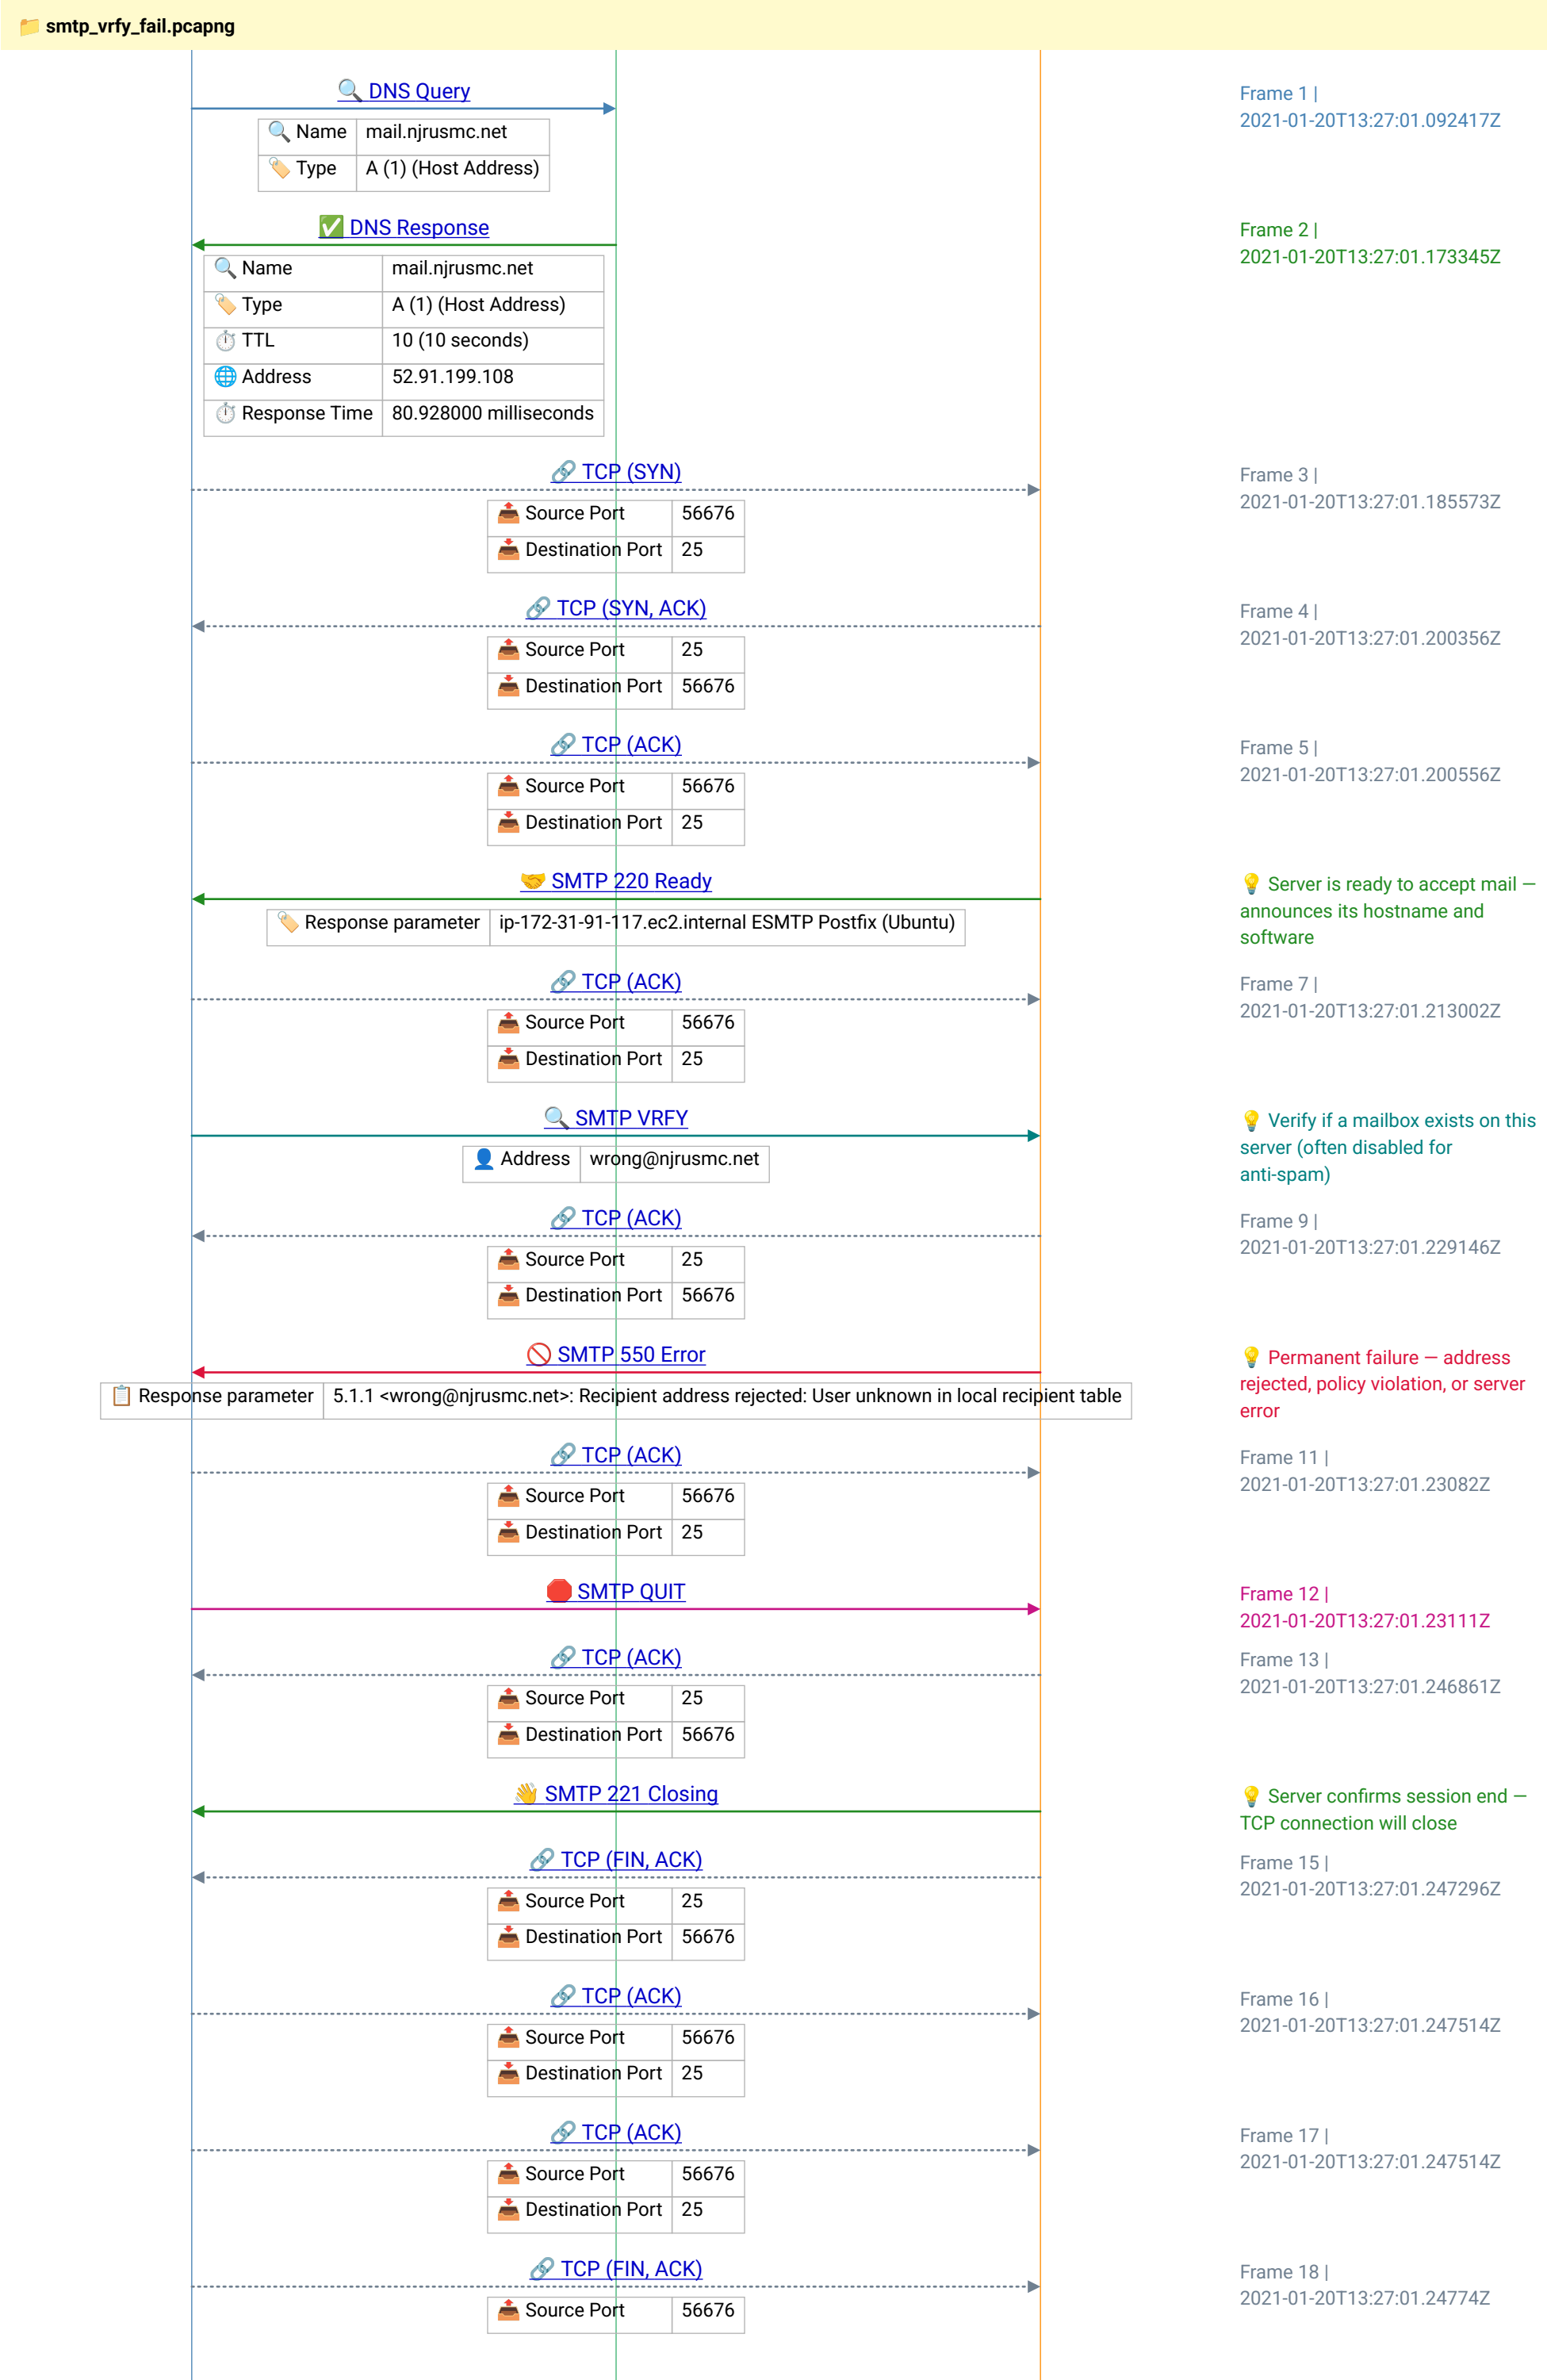 smtp_vrfy_fail.pcapng
DNS Query
Frame 1 |
2021-01-20T13:27:01.092417Z
Name mail.njrusmc.net
Type A (1) (Host Address)
DNS Response
Frame 2 |
2021-01-20T13:27:01.173345Z
Name mail.njrusmc.net
Type A (1) (Host Address)
TTL 10 (10 seconds)
Address 52.91.199.108
Response Time 80.928000 milliseconds
TCP (SYN)
Frame 3 |
2021-01-20T13:27:01.185573Z
Source Port 56676
Destination Port 25
TCP (SYN, ACK)
Frame 4 |
2021-01-20T13:27:01.200356Z
Source Port 25
Destination Port 56676
TCP (ACK)
Frame 5 |
2021-01-20T13:27:01.200556Z
Source Port 56676
Destination Port 25
SMTP 220 Ready
Server is ready to accept mail —
announces its hostname and
software
Response parameter ip-172-31-91-117.ec2.internal ESMTP Postfix (Ubuntu)
TCP (ACK)
Frame 7 |
2021-01-20T13:27:01.213002Z
Source Port 56676
Destination Port 25
SMTP VRFY
Verify if a mailbox exists on this
server (often disabled for
anti-spam)
Address wrong@njrusmc.net
TCP (ACK)
Frame 9 |
2021-01-20T13:27:01.229146Z
Source Port 25
Destination Port 56676
SMTP 550 Error
Permanent failure — address
rejected, policy violation, or server
error
Response parameter 5.1.1 <wrong@njrusmc.net>: Recipient address rejected: User unknown in local recipient table
TCP (ACK)
Frame 11 |
2021-01-20T13:27:01.23082Z
Source Port 56676
Destination Port 25
SMTP QUIT
Frame 12 |
2021-01-20T13:27:01.23111Z
TCP (ACK)
Frame 13 |
2021-01-20T13:27:01.246861Z
Source Port 25
Destination Port 56676
SMTP 221 Closing
Server confirms session end —
TCP connection will close
TCP (FIN, ACK)
Frame 15 |
2021-01-20T13:27:01.247296Z
Source Port 25
Destination Port 56676
TCP (ACK)
Frame 16 |
2021-01-20T13:27:01.247514Z
Source Port 56676
Destination Port 25
TCP (ACK)
Frame 17 |
2021-01-20T13:27:01.247514Z
Source Port 56676
Destination Port 25
TCP (FIN, ACK)
Frame 18 |
2021-01-20T13:27:01.24774Z
Source Port 56676